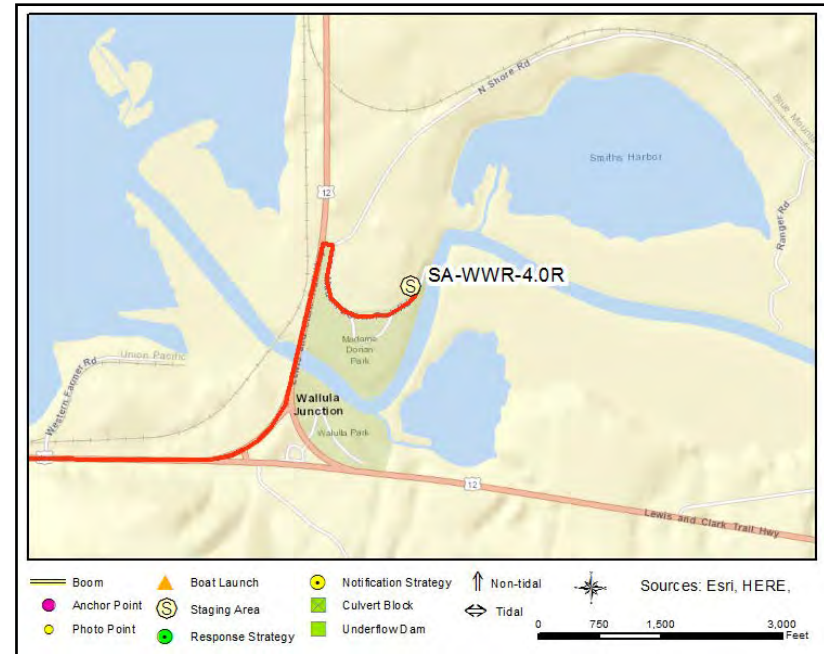 N Shore Rd
Blue Mountain
Smiths Harbor
12
Ranger Rd
S
SA-WWR-4.0R
Madame
Dorian
Park
Union Pacific
Western Farmer Rd
Wallula
Junction
Wallula Park
12
Lewis and Clark Trail Hwy
Boom
Boat Launch
Notification Strategy
Non-tidal
Sources: Esri, HERE,
Anchor Point
S
Staging Area
Culvert Block
Tidal
Photo Point
Response Strategy
Underflow Dam
0 750 1,500 3,000
Feet